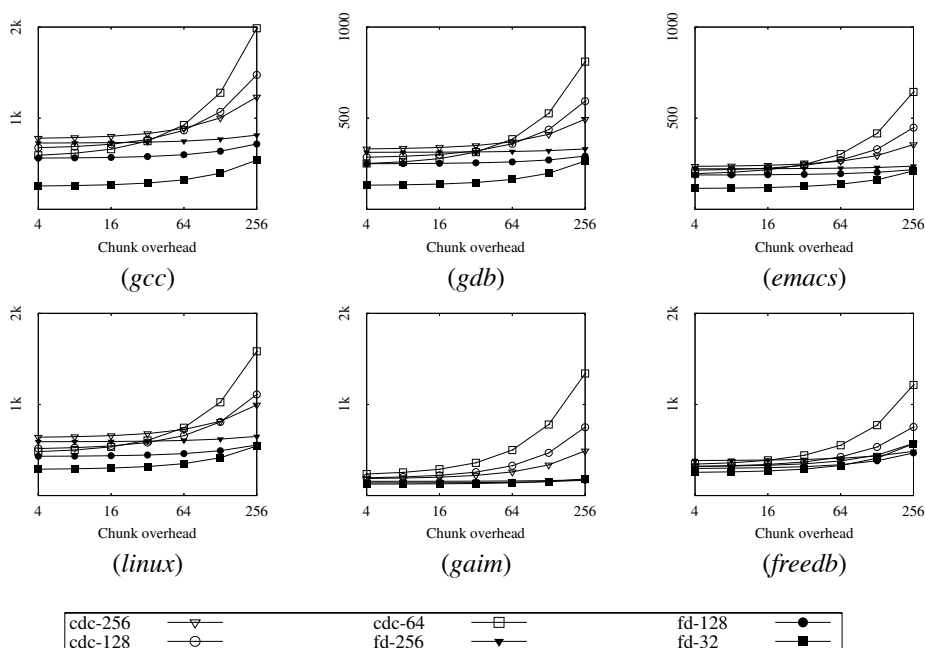 2k
1k
4 16 64 256
Chunk overhead
(gcc)
1000
500
4 16 64 256
Chunk overhead
(gdb)
1000
500
4 16 64 256
Chunk overhead
(emacs)
2k
1k
4 16 64 256
Chunk overhead
(linux)
2k
1k
4 16 64 256
Chunk overhead
(gaim)
2k
1k
4 16 64 256
Chunk overhead
(freedb)
cdc-256 cdc-64 fd-128
cdc-128 fd-256 fd-32